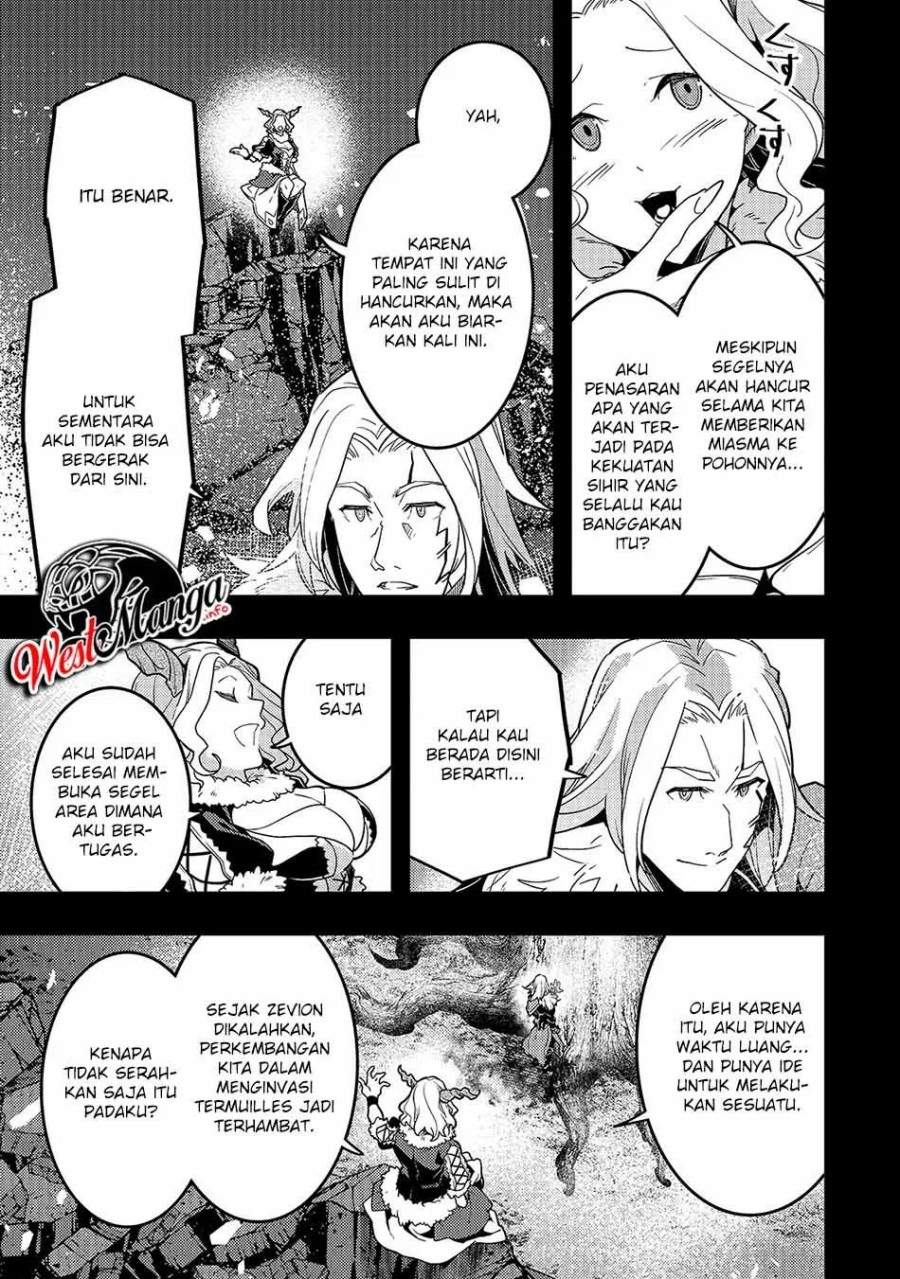 くす
くす
MESKIPUN
SEGELNYA
AKAN HANCUR
SELAMA KITA
MEMBERIKAN
MIASMA KE
POHONNYA...
AKU
PENASARAN
APA YANG
AKAN TER-
JADI PADA
KEKUATAN
SIHIR YANG
SELALU KAU
BANGGAKAN
ITU?
YAH,
KARENA
TEMPAT INI YANG
PALING SULIT DI
HANCURKAN, MAKA
AKAN AKU BIAR-
KAN KALI INI.
ITU BENAR.
UNTUK
SEMENTARA
AKU TIDAK BISA
BERGERAK
DARI SINI.
WestManga
.info
TAPI
KALAU KAU
BERADA DISINI
BERARTI...
TENTU
SAJA
AKU SUDAH
SELESAI MEM-
BUKA SEGEL
AREA DIMANA
AKU BER-
TUGAS.
OLEH KARENA
ITU, AKU PUNYA
WAKTU LUANG...
DAN PUNYA IDE
UNTUK MELAKU-
KAN SESUATU.
SEJAK ZEVION
DIKALAHKAN,
PERKEMBANGAN
KITA DALAM
MENGINVASI
TERMUILLES JADI
TERHAMBAT.
KENAPA
TIDAK SERAH-
KAN SAJA ITU
PADAKU?